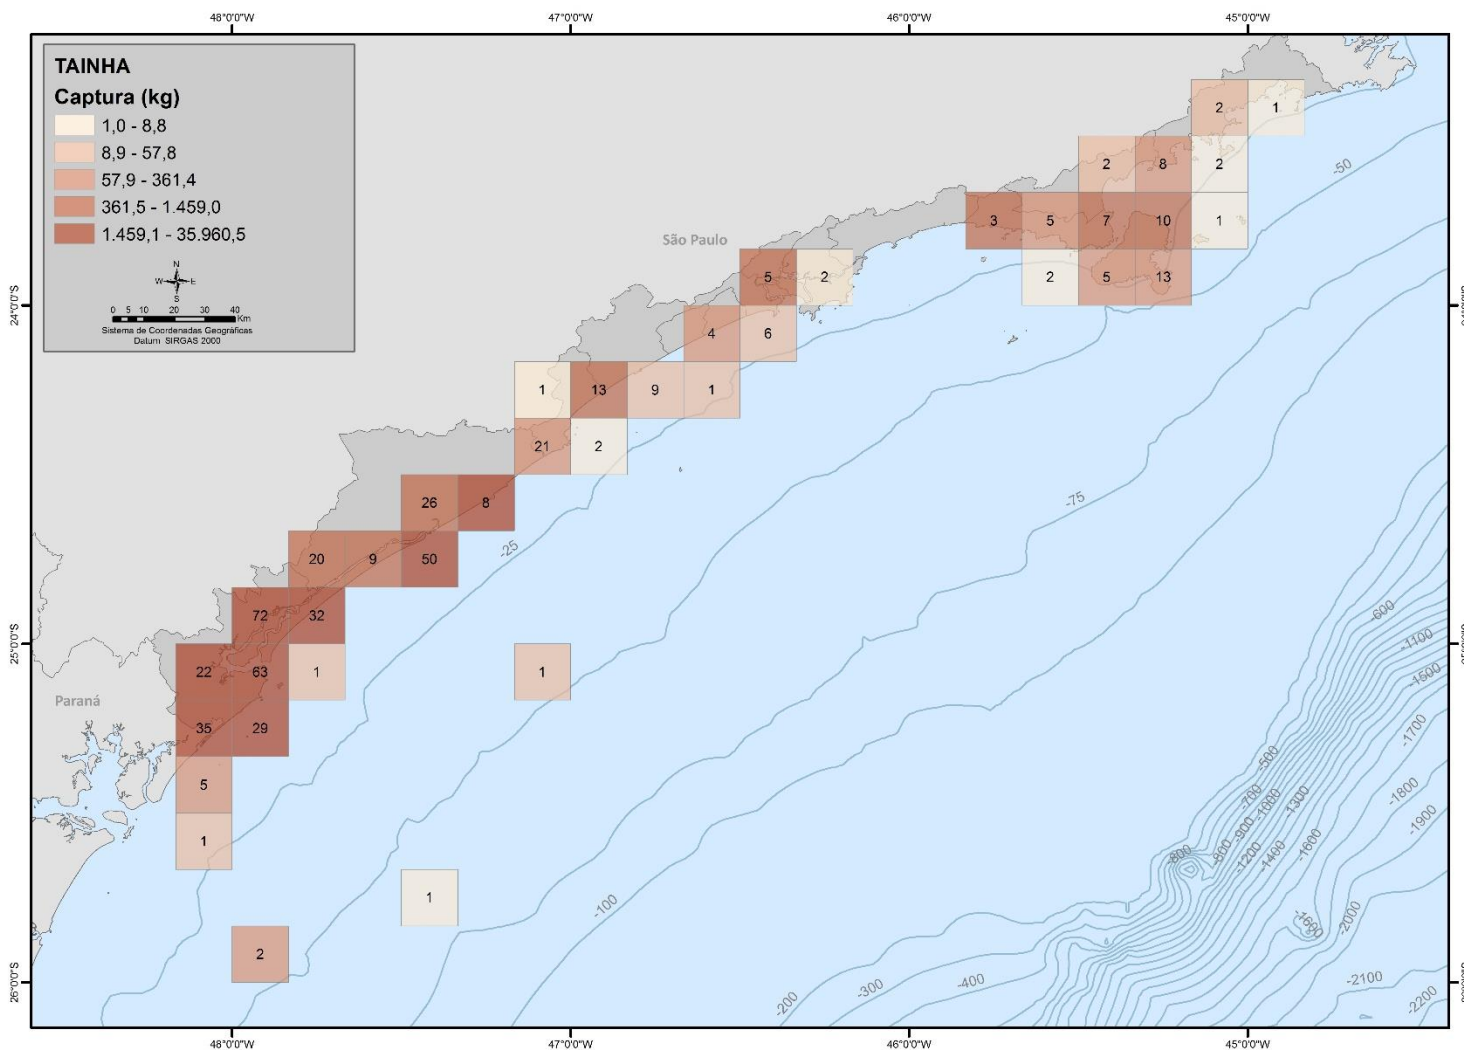 48°0'0"W 47°0'0"W 46°0'0"W 45°0'0"W
TAINHA
Captura (kg)
1,0 - 8,8
8,9 - 57,8
57,9 - 361,4
361,5 - 1.459,0
1.459,1 - 35.960,5
N
W E
S
0 5 10 20 30 40
Km
Sistema de Coordenadas Geográficas
Datum SIRGAS 2000
2 1
-50
2 8 2
3 5 7 10 1
São Paulo
5 2 2 5 13
24°0'0"S
4 6
1 13 9 1
21 2
26 8
-75
-25
20 9 50
72 32
-600
25°0'0"S
-1100
22 63 1 1
-1500
Paraná
35 29
-1700
-500
5
-700
-1000
-1300
-1800
-900
-1900
1
-800
-800
-1200
-1400
-1600
1
-100
-1600
-2000
2
26°0'0"S
-200
-300
-400
-2100
-2200
48°0'0"W 47°0'0"W 46°0'0"W 45°0'0"W